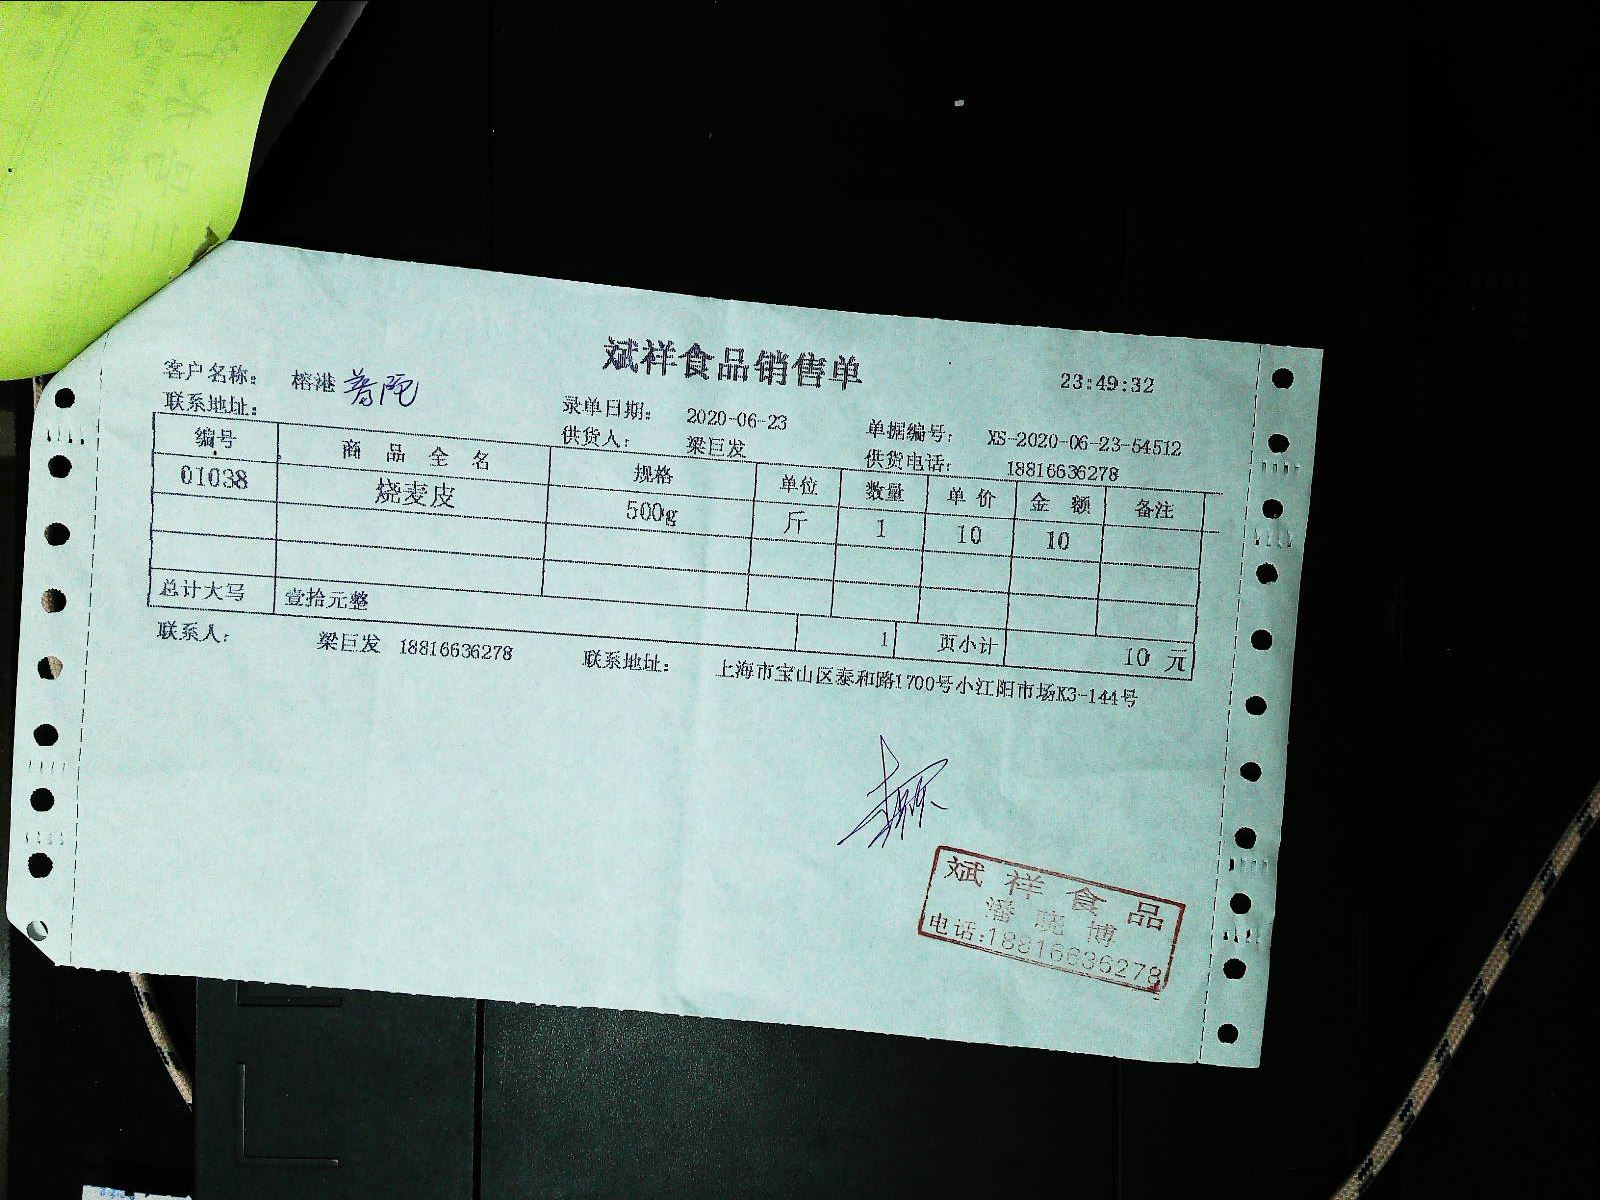 斌祥食品销售单
23:49:32
客户名称: 榕港 普陀
录单日期: 2020-06-23 单据编号: XS-2020-06-23-54512
联系地址: 供货人: 梁巨发 供货电话: 18816636278
编号 商品全名 规格 单位 数量 单价 金额 备注
01038 烧麦皮 500g 斤 1 10 10
总计大写 壹拾元整 1 页小计 10 元
联系人: 梁巨发 18816636278 联系地址: 上海市宝山区泰和路1700号小江阳市场K3-144号
斌祥食品
潘晓博
电话:18816636278